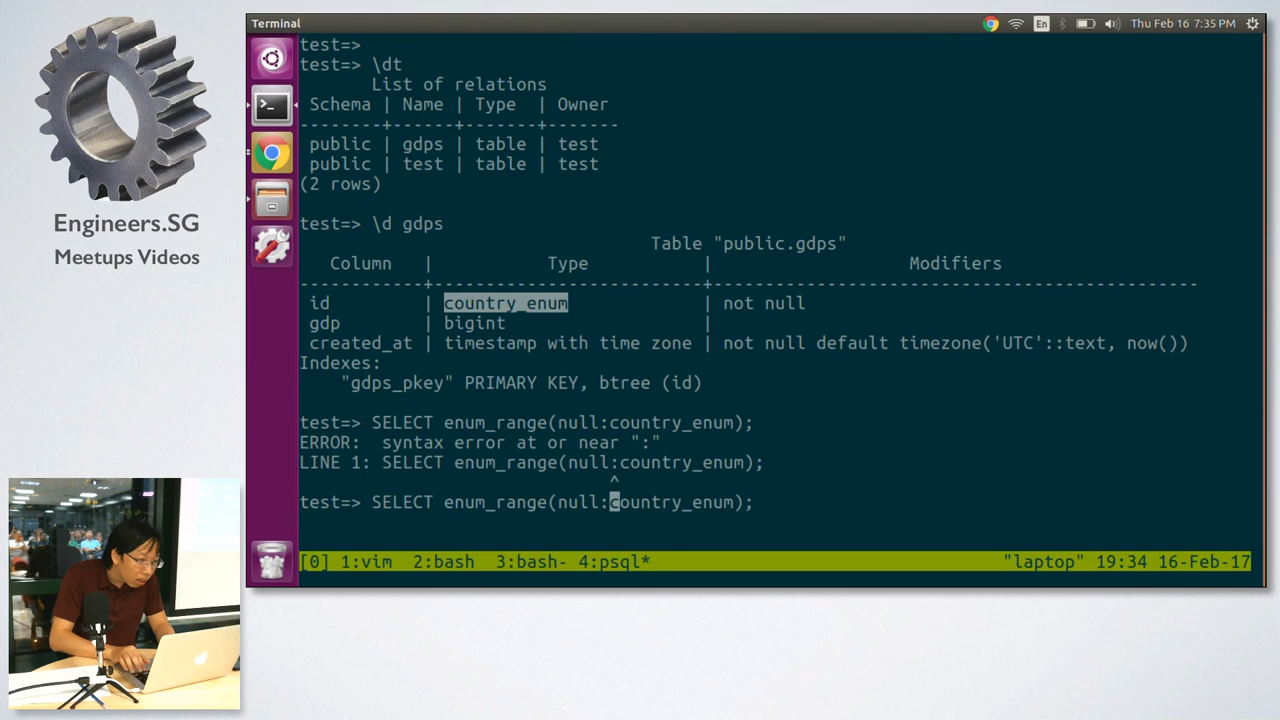 Engineers.SG
Meetups Videos
Terminal
En
Thu Feb 16 7:35 PM
test=>
test=> \dt
List of relations
Schema | Name | Type | Owner
--------+------+-------+-------
public | gdps | table | test
public | test | table | test
(2 rows)
test=> \d gdps
Table "public.gdps"
Column | Type | Modifiers
------------+--------------------------+-----------------------------------------------
id | country_enum | not null
gdp | bigint |
created_at | timestamp with time zone | not null default timezone('UTC'::text, now())
Indexes:
"gdps_pkey" PRIMARY KEY, btree (id)
test=> SELECT enum_range(null:country_enum);
ERROR: syntax error at or near ":"
LINE 1: SELECT enum_range(null:country_enum);
^
test=> SELECT enum_range(null:country_enum);
[0] 1:vim 2:bash 3:bash- 4:psql* "laptop" 19:34 16-Feb-17